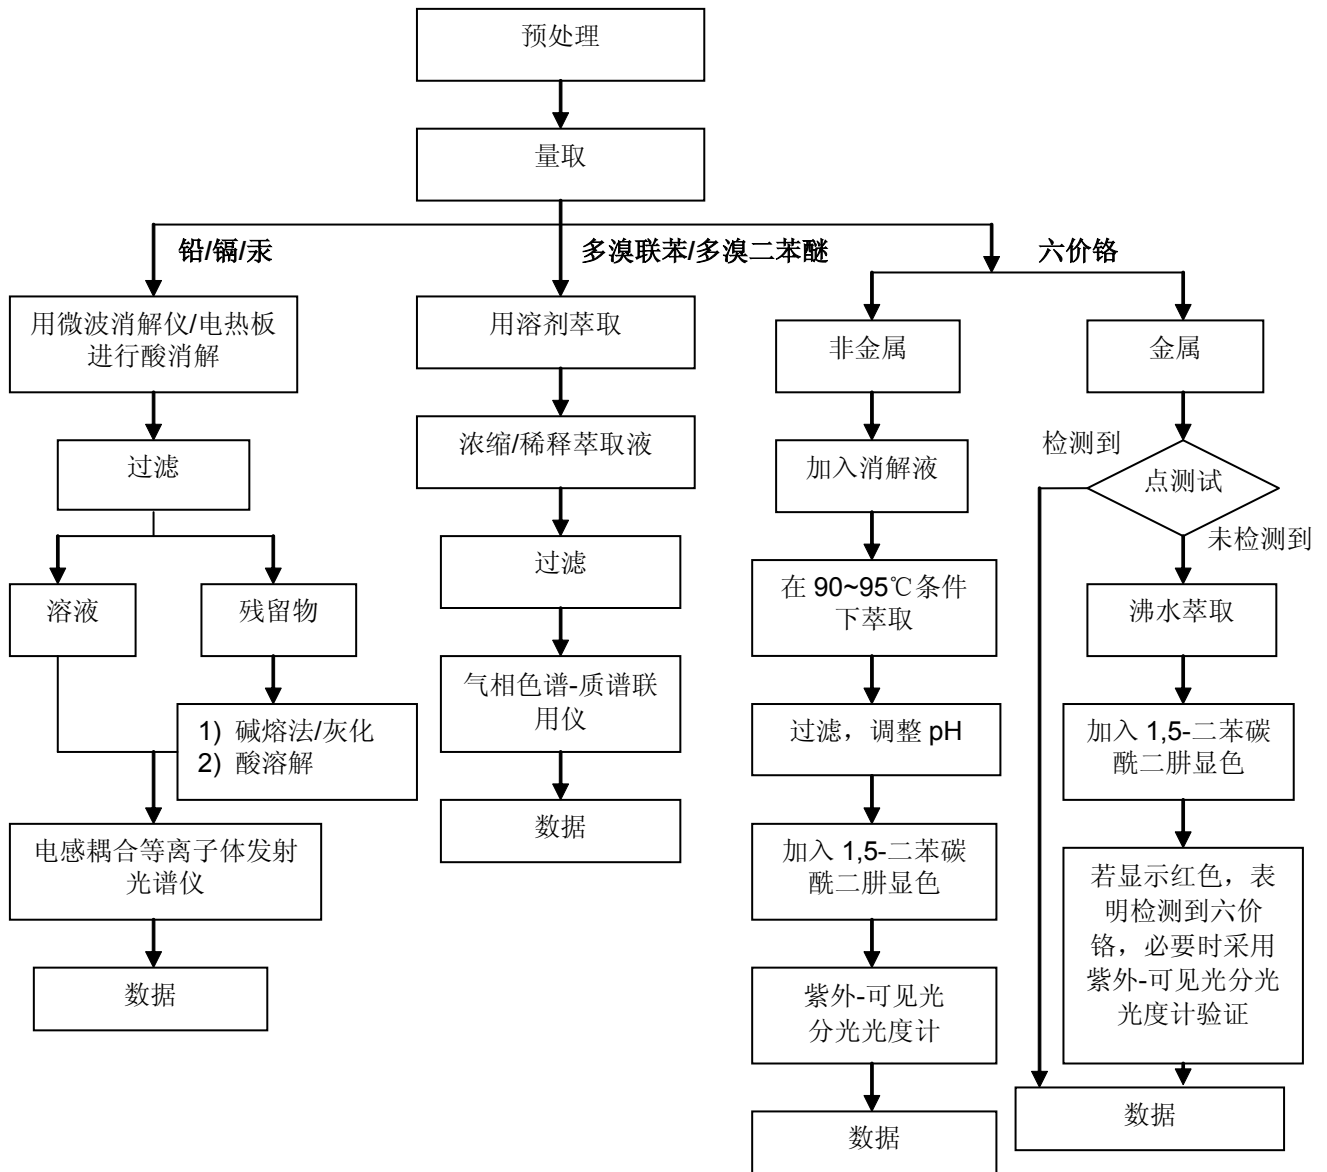 预处理
量取
铅/镉/汞
多溴联苯/多溴二苯醚
六价铬
用微波消解仪/电热板
进行酸消解
过滤
溶液
残留物
1) 碱熔法/灰化
2) 酸溶解
电感耦合等离子体发射
光谱仪
数据
用溶剂萃取
浓缩/稀释萃取液
过滤
气相色谱-质谱联
用仪
数据
非金属
加入消解液
在 90~95℃条件
下萃取
过滤，调整 pH
加入 1,5-二苯碳
酰二肼显色
紫外-可见光
分光光度计
数据
金属
检测到
点测试
未检测到
沸水萃取
加入 1,5-二苯碳
酰二肼显色
若显示红色，表
明检测到六价
铬，必要时采用
紫外-可见光分光
光度计验证
数据